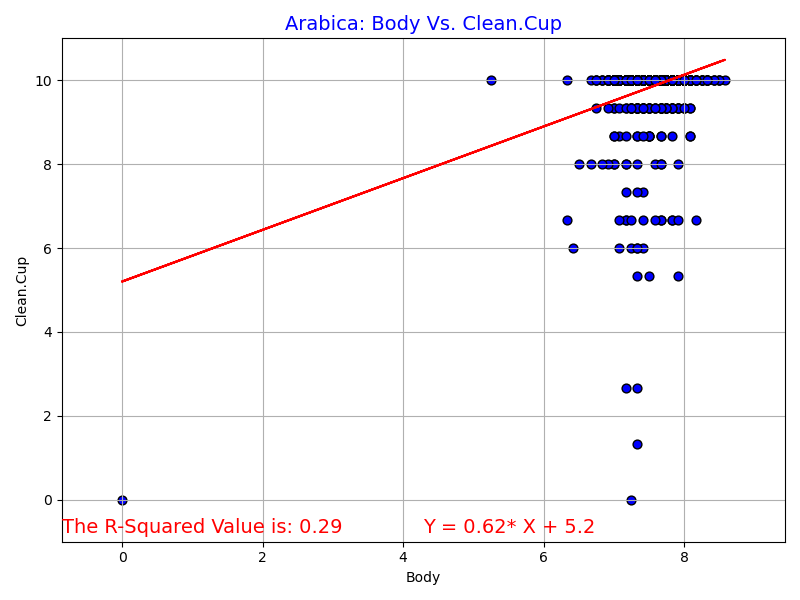 Arabica: Body Vs. Clean.Cup
Clean.Cup
10
8
6
4
2
0
The R-Squared Value is: 0.29
Y = 0.62* X + 5.2
0 2 4 6 8
Body